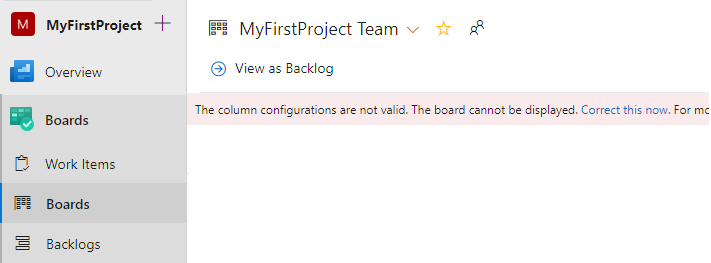 M MyFirstProject +
MyFirstProject Team
Overview
View as Backlog
The column configurations are not valid. The board cannot be displayed. Correct this now. For
Boards
Work Items
Boards
Backlogs